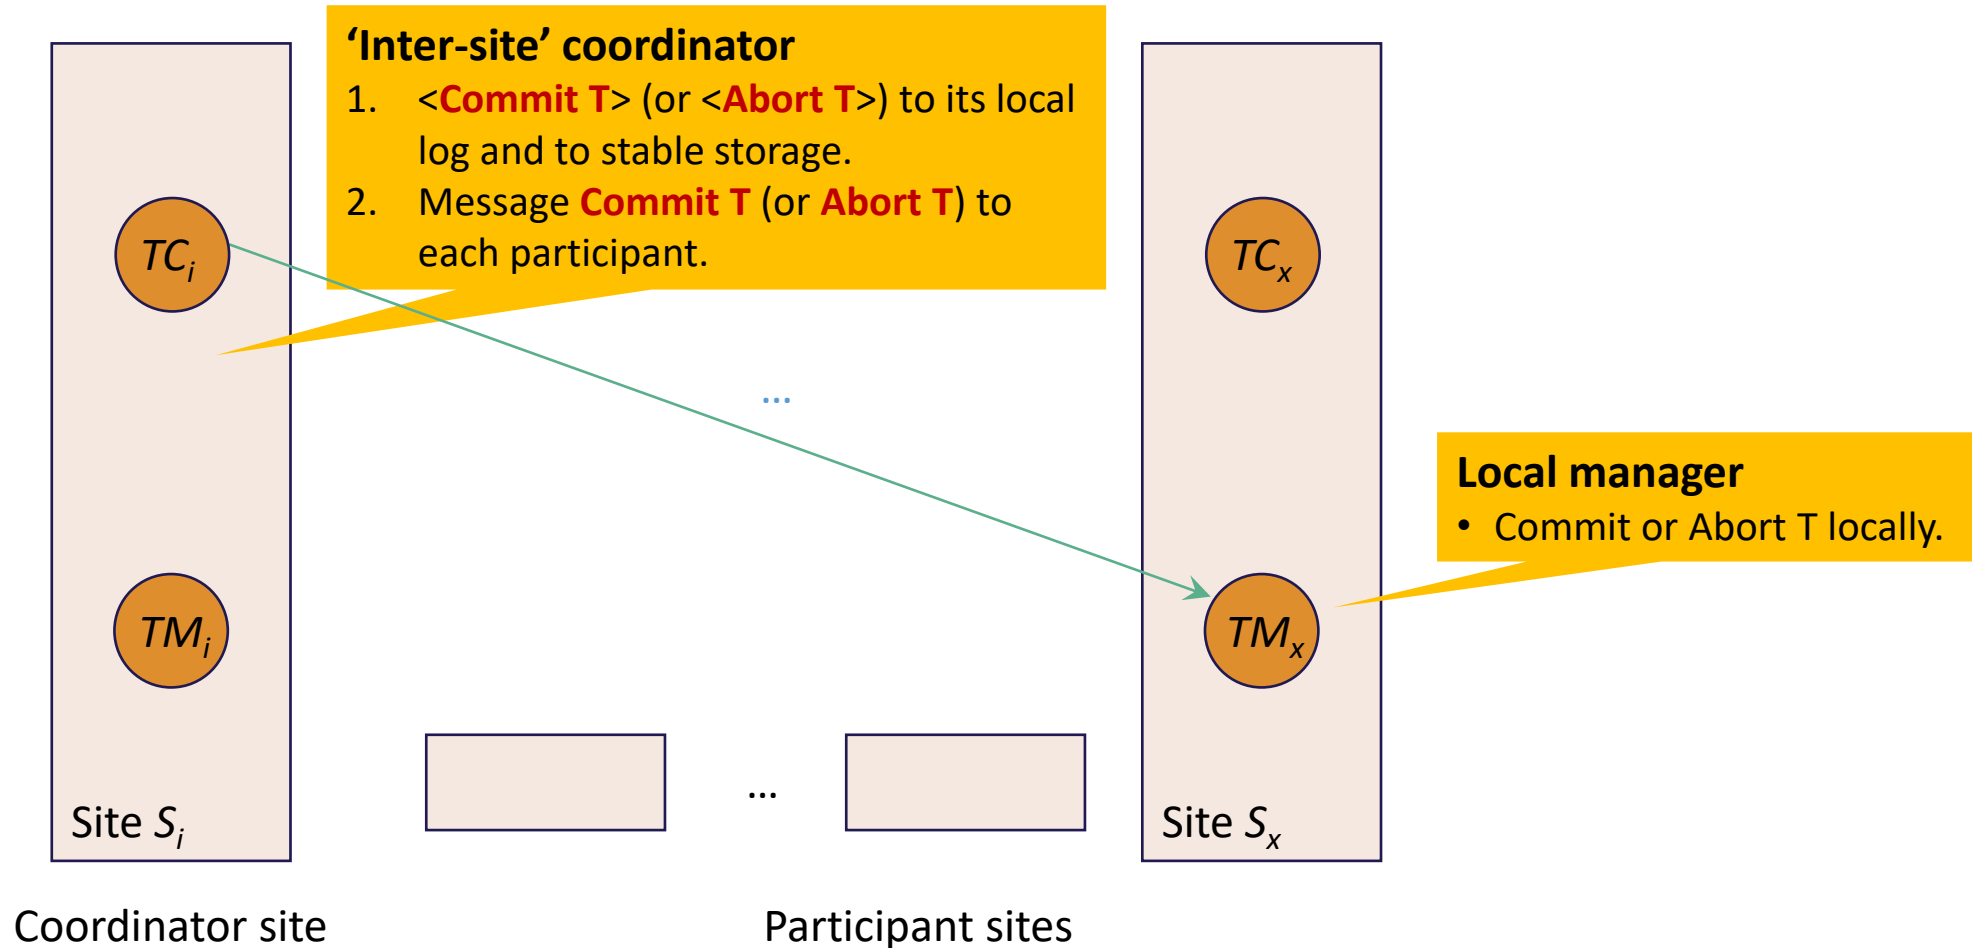 ‘Inter-site’ coordinator
1. <Commit T> (or <Abort T>) to its local
log and to stable storage.
2. Message Commit T (or Abort T) to
each participant.
TCi
TCx
...
Local manager
• Commit or Abort T locally.
TMi
TMx
...
Site Si
Site Sx
Coordinator site
Participant sites